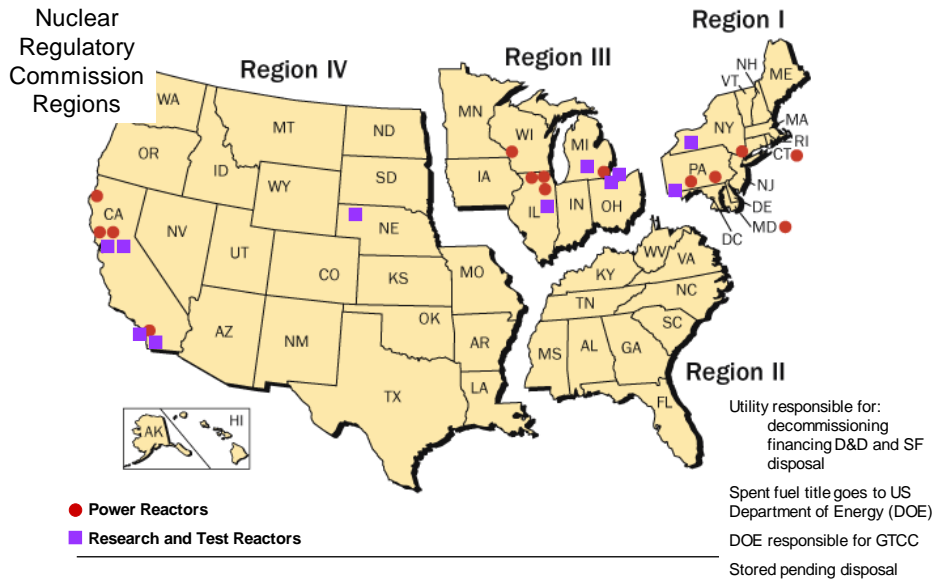 Nuclear
Regulatory
Commission
Regions
Region IV
Region III
Region I
WA
MT
ND
OR
ID
SD
WY
CA
NV
NE
UT
CO
KS
AZ
NM
OK
TX
MO
AR
LA
MN
WI
MI
IA
IL
IN
OH
NH
VT
ME
NY
MA
RI
CT
PA
NJ
DE
MD
DC
WV
VA
KY
NC
TN
SC
MS
AL
GA
FL
Region II
AK
HI
Power Reactors
Research and Test Reactors
Utility responsible for:
decommissioning
financing D&D and SF
disposal
Spent fuel title goes to US
Department of Energy (DOE)
DOE responsible for GTCC
Stored pending disposal